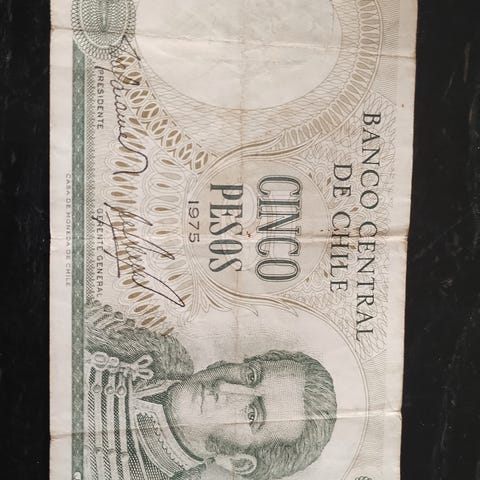 BANCO CENTRAL
DE CHILE
CINCO
PESOS
1975
PRESIDENTE
GERENTE GENERAL
CASA DE MONEDA DE CHILE